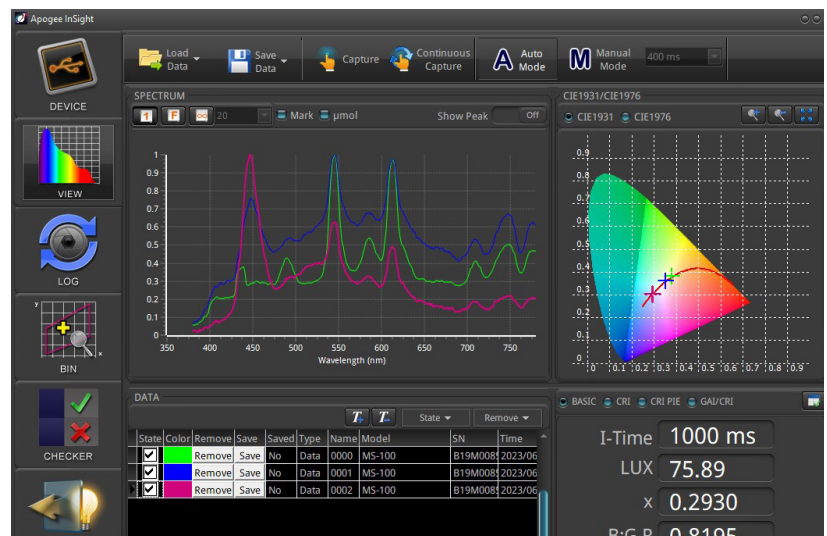 Apogee InSight
Load Data
Save Data
Capture
Continuous Capture
Auto Mode
Manual Mode
400 ms
DEVICE
VIEW
LOG
BIN
CHECKER
SPECTRUM
1 F ∞ 20 Mark µmol Show Peak Off
1
0.9
0.8
0.7
0.6
0.5
0.4
0.3
0.2
0.1
0
350 400 450 500 550 600 650 700 750
Wavelength (nm)
CIE1931/CIE1976
CIE1931 CIE1976
0.9
0.8
0.7
0.6
0.5
0.4
0.3
0.2
0.1
0
0 0.1 0.2 0.3 0.4 0.5 0.6 0.7 0.8 0.9
DATA
T+ T- State Remove
State Color Remove Save Saved Type Name Model SN Time
Remove Save No Data 0000 MS-100 B19M008 2023/06
Remove Save No Data 0001 MS-100 B19M008 2023/06
Remove Save No Data 0002 MS-100 B19M008 2023/06
BASIC CRI CRI PIE GAI/CRI
I-Time 1000 ms
LUX 75.89
x 0.2930
B:G R 0.8195